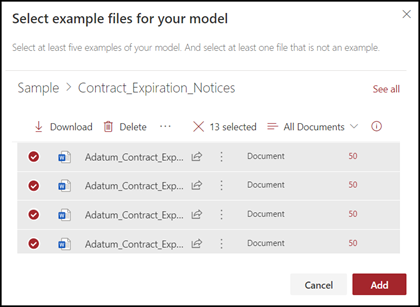 Select example files for your model
Select at least five examples of your model. And select at least one file that is not an example.
Sample > Contract_Expiration_Notices
See all
Download Delete ... 13 selected All Documents
Adatum_Contract_Exp... Document 50
Adatum_Contract_Exp... Document 50
Adatum_Contract_Exp... Document 50
Adatum_Contract_Exp... Document 50
Cancel Add